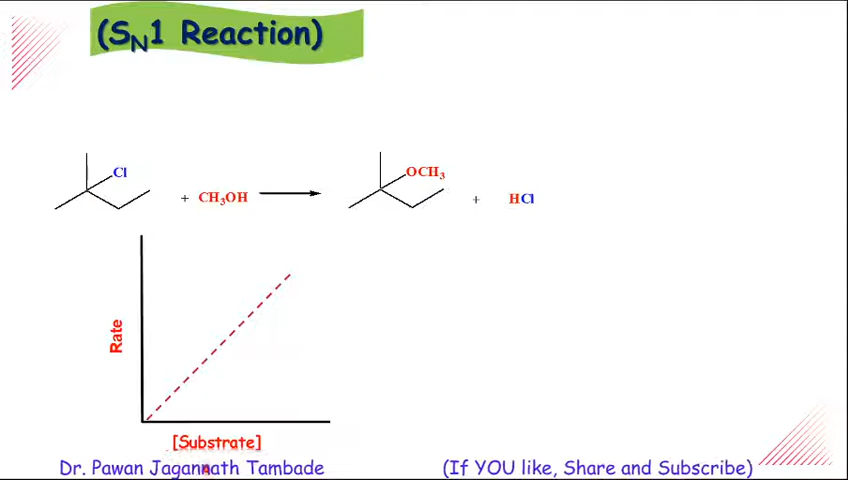 (SN1 Reaction)
Cl
+ CH3OH
OCH3
+ HCl
Rate
[Substrate]
Dr. Pawan Jagannath Tambade
(If YOU like, Share and Subscribe)